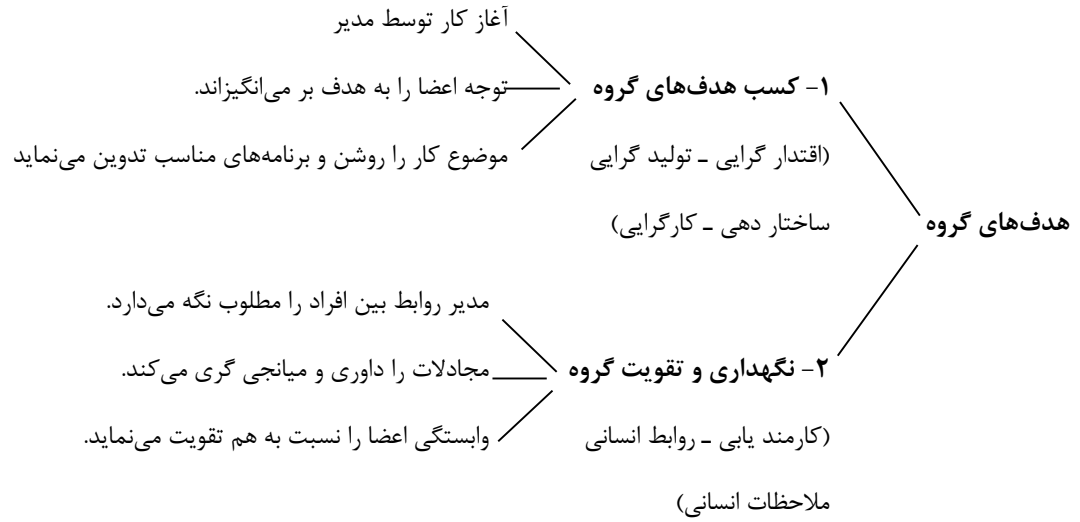 آغاز کار توسط مدیر
۱- کسب هدف‌های گروه
توجه اعضا را به هدف بر می‌انگیزاند.
(اقتدار گرایی ـ تولید گرایی
موضوع کار را روشن و برنامه‌های مناسب تدوین می‌نماید
هدف‌های گروه
ساختار دهی ـ کارگرایی)
مدیر روابط بین افراد را مطلوب نگه می‌دارد.
۲- نگهداری و تقویت گروه
مجادلات را داوری و میانجی گری می‌کند.
(کارمند یابی ـ روابط انسانی
وابستگی اعضا را نسبت به هم تقویت می‌نماید.
ملاحظات انسانی)